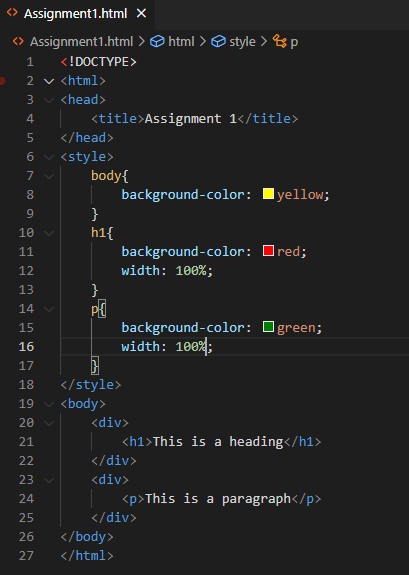 Assignment1.html ×
Assignment1.html > html > style > p
1 <!DOCTYPE>
2 <html>
3 <head>
4 <title>Assignment 1</title>
5 </head>
6 <style>
7 body{
8 background-color: yellow;
9 }
10 h1{
11 background-color: red;
12 width: 100%;
13 }
14 p{
15 background-color: green;
16 width: 100%;
17 }
18 </style>
19 <body>
20 <div>
21 <h1>This is a heading</h1>
22 </div>
23 <div>
24 <p>This is a paragraph</p>
25 </div>
26 </body>
27 </html>